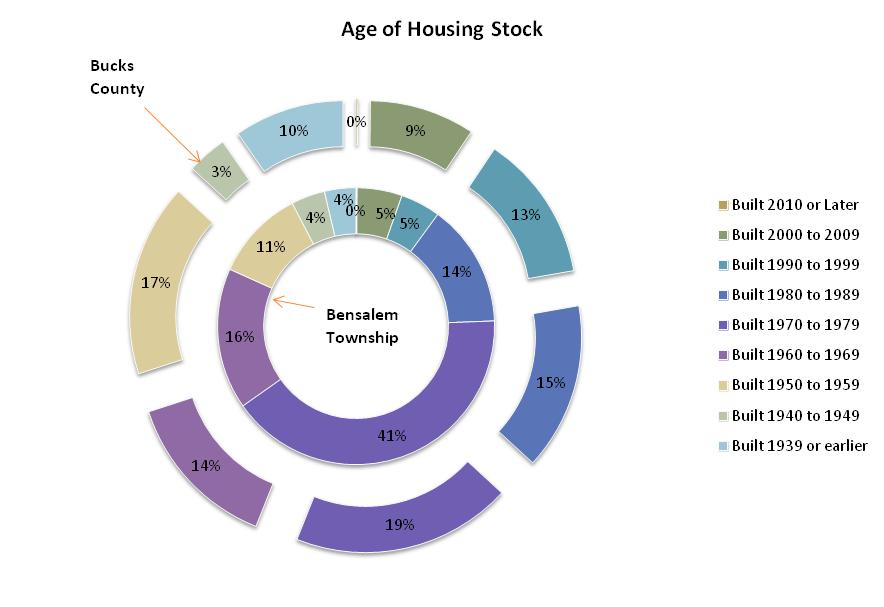 Age of Housing Stock
Bucks
County
10%
0%
9%
3%
13%
4%
0%
5%
4%
5%
11%
14%
17%
Bensalem
Township
16%
15%
41%
14%
19%
Built 2010 or Later
Built 2000 to 2009
Built 1990 to 1999
Built 1980 to 1989
Built 1970 to 1979
Built 1960 to 1969
Built 1950 to 1959
Built 1940 to 1949
Built 1939 or earlier